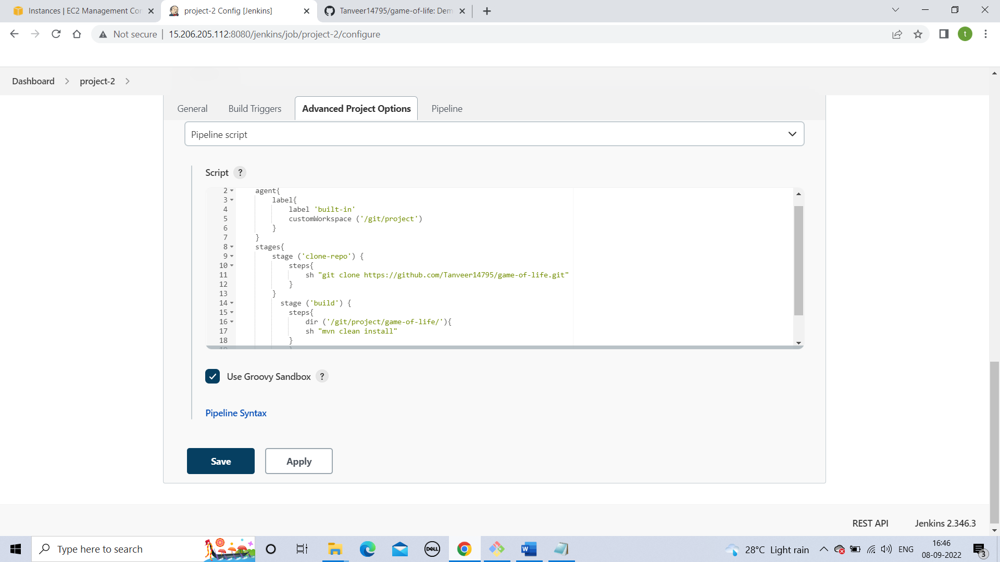 Instances | EC2 Management Con
project-2 Config [Jenkins]
Tanveer14795/game-of-life: Dem
Not secure
15.206.205.112:8080/jenkins/job/project-2/configure
t
Dashboard
project-2
General
Build Triggers
Advanced Project Options
Pipeline
Pipeline script
Script ?
2 agent{
3 label{
4 label 'built-in'
5 customWorkspace ('/git/project')
6 }
7 }
8 stages{
9 stage ('clone-repo') {
10 steps{
11 sh "git clone https://github.com/Tanveer14795/game-of-life.git"
12 }
13 }
14 stage ('build') {
15 steps{
16 dir ('/git/project/game-of-life/'){
17 sh "mvn clean install"
18 }
Use Groovy Sandbox ?
Pipeline Syntax
Save
Apply
REST API
Jenkins 2.346.3
Type here to search
DELL
W
28°C Light rain
ENG
16:46
08-09-2022
3